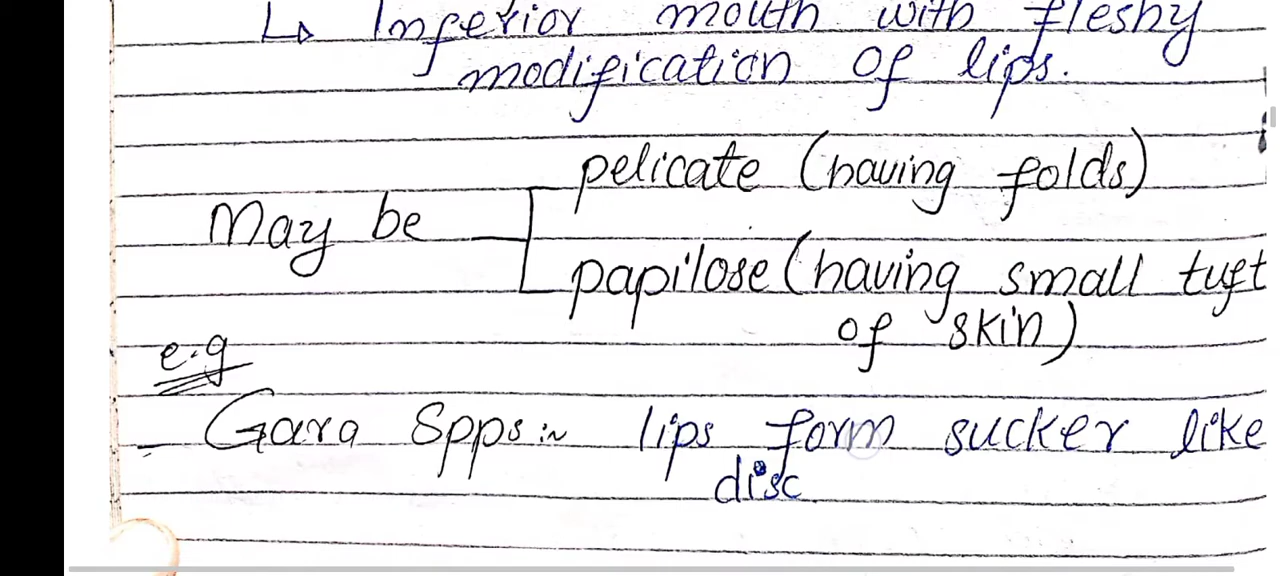 ↳ Inferior mouth with fleshy
modification of lips.
May be
pelicate (having folds)
papilose (having small tuft
of skin)
e.g
- Gara Spps:~ lips form sucker like
disc